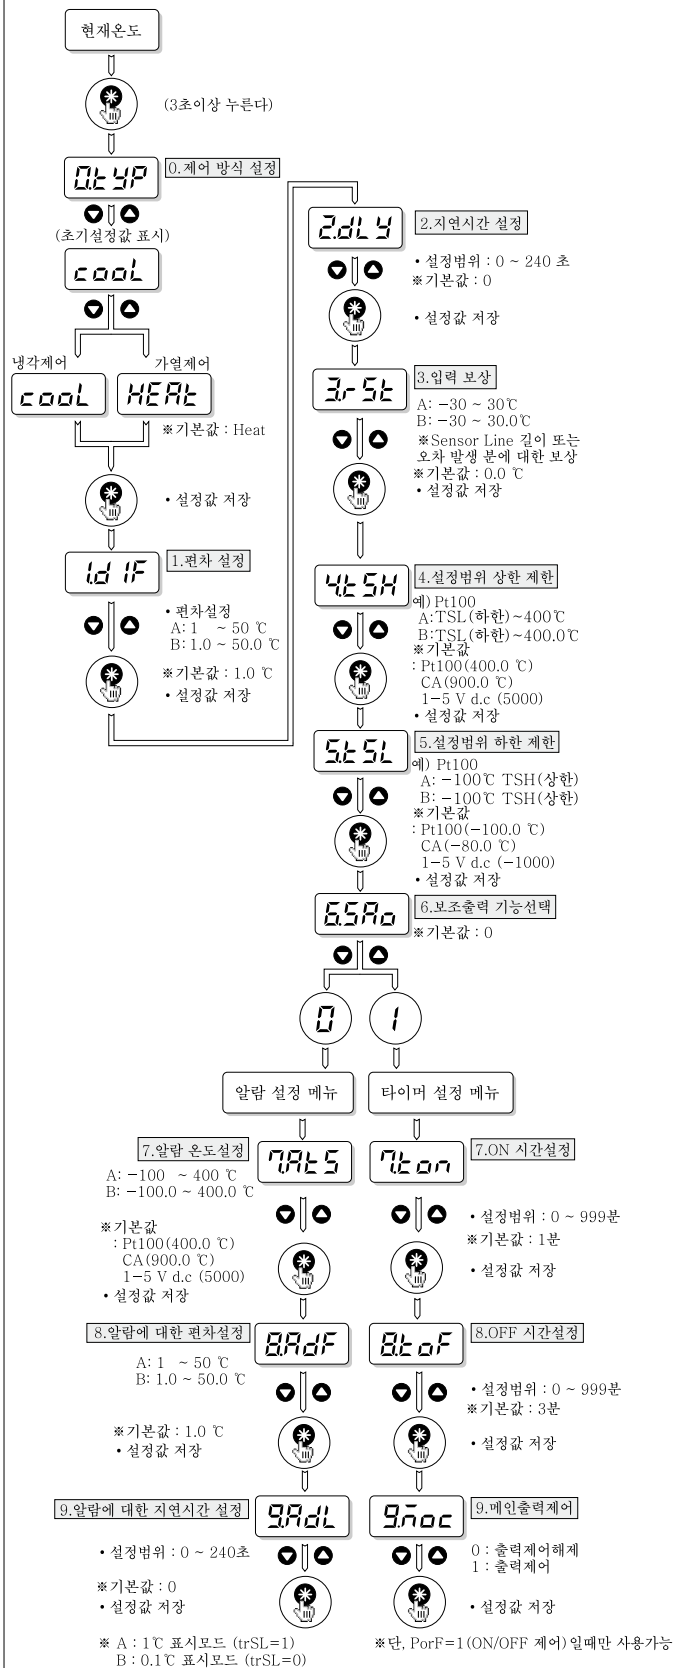 현재온도
(3초이상 누른다)
0.tYP
0.제어 방식 설정
(초기설정값 표시)
cooL
냉각제어
가열제어
cooL
HEAt
※기본값 : Heat
• 설정값 저장
1.dIF
1.편차 설정
• 편차설정
A: 1 ~ 50 ℃
B: 1.0 ~ 50.0 ℃
※기본값 : 1.0 ℃
• 설정값 저장
2.dLY
2.지연시간 설정
• 설정범위 : 0 ~ 240 초
※기본값 : 0
• 설정값 저장
3.rSt
3.입력 보상
A: −30 ~ 30℃
B: −30 ~ 30.0℃
※Sensor Line 길이 또는
오차 발생 분에 대한 보상
※기본값 : 0.0 ℃
• 설정값 저장
4.tSH
4.설정범위 상한 제한
예) Pt100
A:TSL(하한)~400℃
B:TSL(하한)~400.0℃
※기본값
: Pt100(400.0 ℃)
CA(900.0 ℃)
1−5 V d.c (5000)
• 설정값 저장
5.tSL
5.설정범위 하한 제한
예) Pt100
A: −100℃ TSH(상한)
B: −100℃ TSH(상한)
※기본값
: Pt100(−100.0 ℃)
CA(−80.0 ℃)
1−5 V d.c (−1000)
• 설정값 저장
6.SAo
6.보조출력 기능선택
※기본값 : 0
0
1
알람 설정 메뉴
타이머 설정 메뉴
7.알람 온도설정
7.AtS
A: −100 ~ 400 ℃
B: −100.0 ~ 400.0 ℃
※기본값
: Pt100(400.0 ℃)
CA(900.0 ℃)
1−5 V d.c (5000)
• 설정값 저장
7.ton
7.ON 시간설정
• 설정범위 : 0 ~ 999분
※기본값 : 1분
• 설정값 저장
8.알람에 대한 편차설정
8.AdF
A: 1 ~ 50 ℃
B: 1.0 ~ 50.0 ℃
※기본값 : 1.0 ℃
• 설정값 저장
8.toF
8.OFF 시간설정
• 설정범위 : 0 ~ 999분
※기본값 : 3분
• 설정값 저장
9.알람에 대한 지연시간 설정
9.AdL
• 설정범위 : 0 ~ 240초
※기본값 : 0
• 설정값 저장
9.moc
9.메인출력제어
0 : 출력제어해제
1 : 출력제어
• 설정값 저장
※ A : 1℃ 표시모드 (trSL=1)
B : 0.1℃ 표시모드 (trSL=0)
※단, PorF=1(ON/OFF 제어)일때만 사용가능